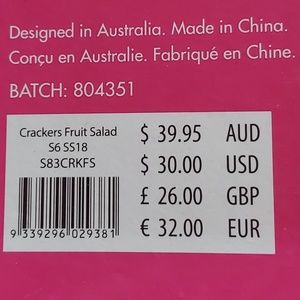 Designed in Australia. Made in China.
Conçu en Australie. Fabriqué en Chine.
BATCH: 804351
Crackers Fruit Salad
S6 SS18
S83CRKFS
9 339296 029381
$ 39.95 AUD
$ 30.00 USD
£ 26.00 GBP
€ 32.00 EUR